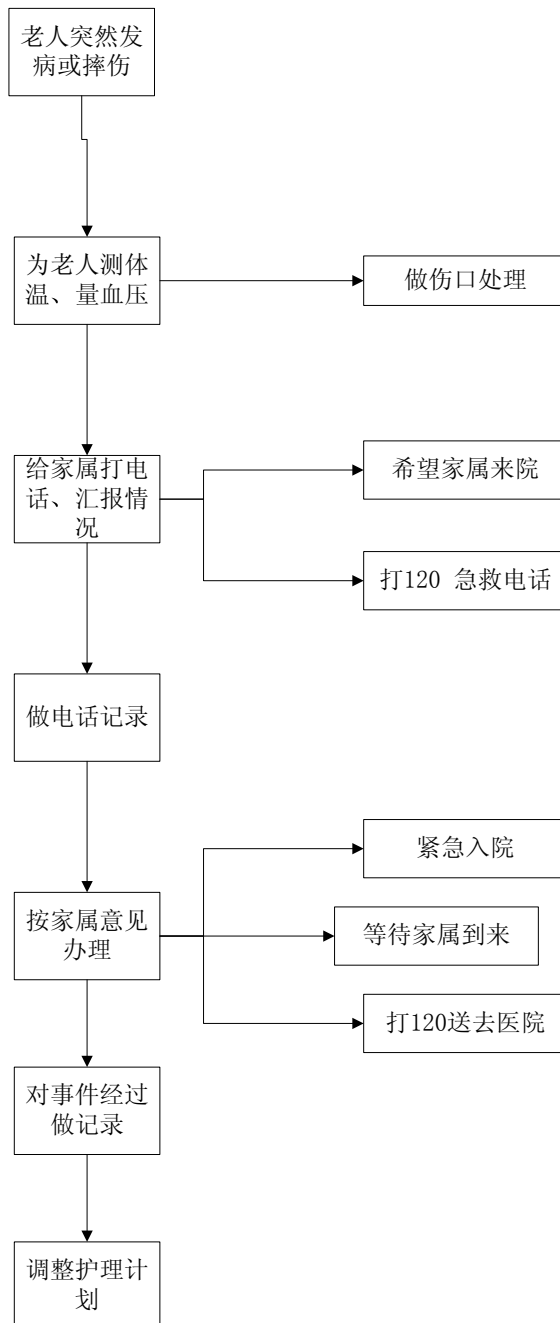 老人突然发
病或摔伤
为老人测体
温、量血压
做伤口处理
给家属打电
话、汇报情
况
希望家属来院
打120 急救电话
做电话记录
按家属意见
办理
紧急入院
等待家属到来
打120送去医院
对事件经过
做记录
调整护理计
划